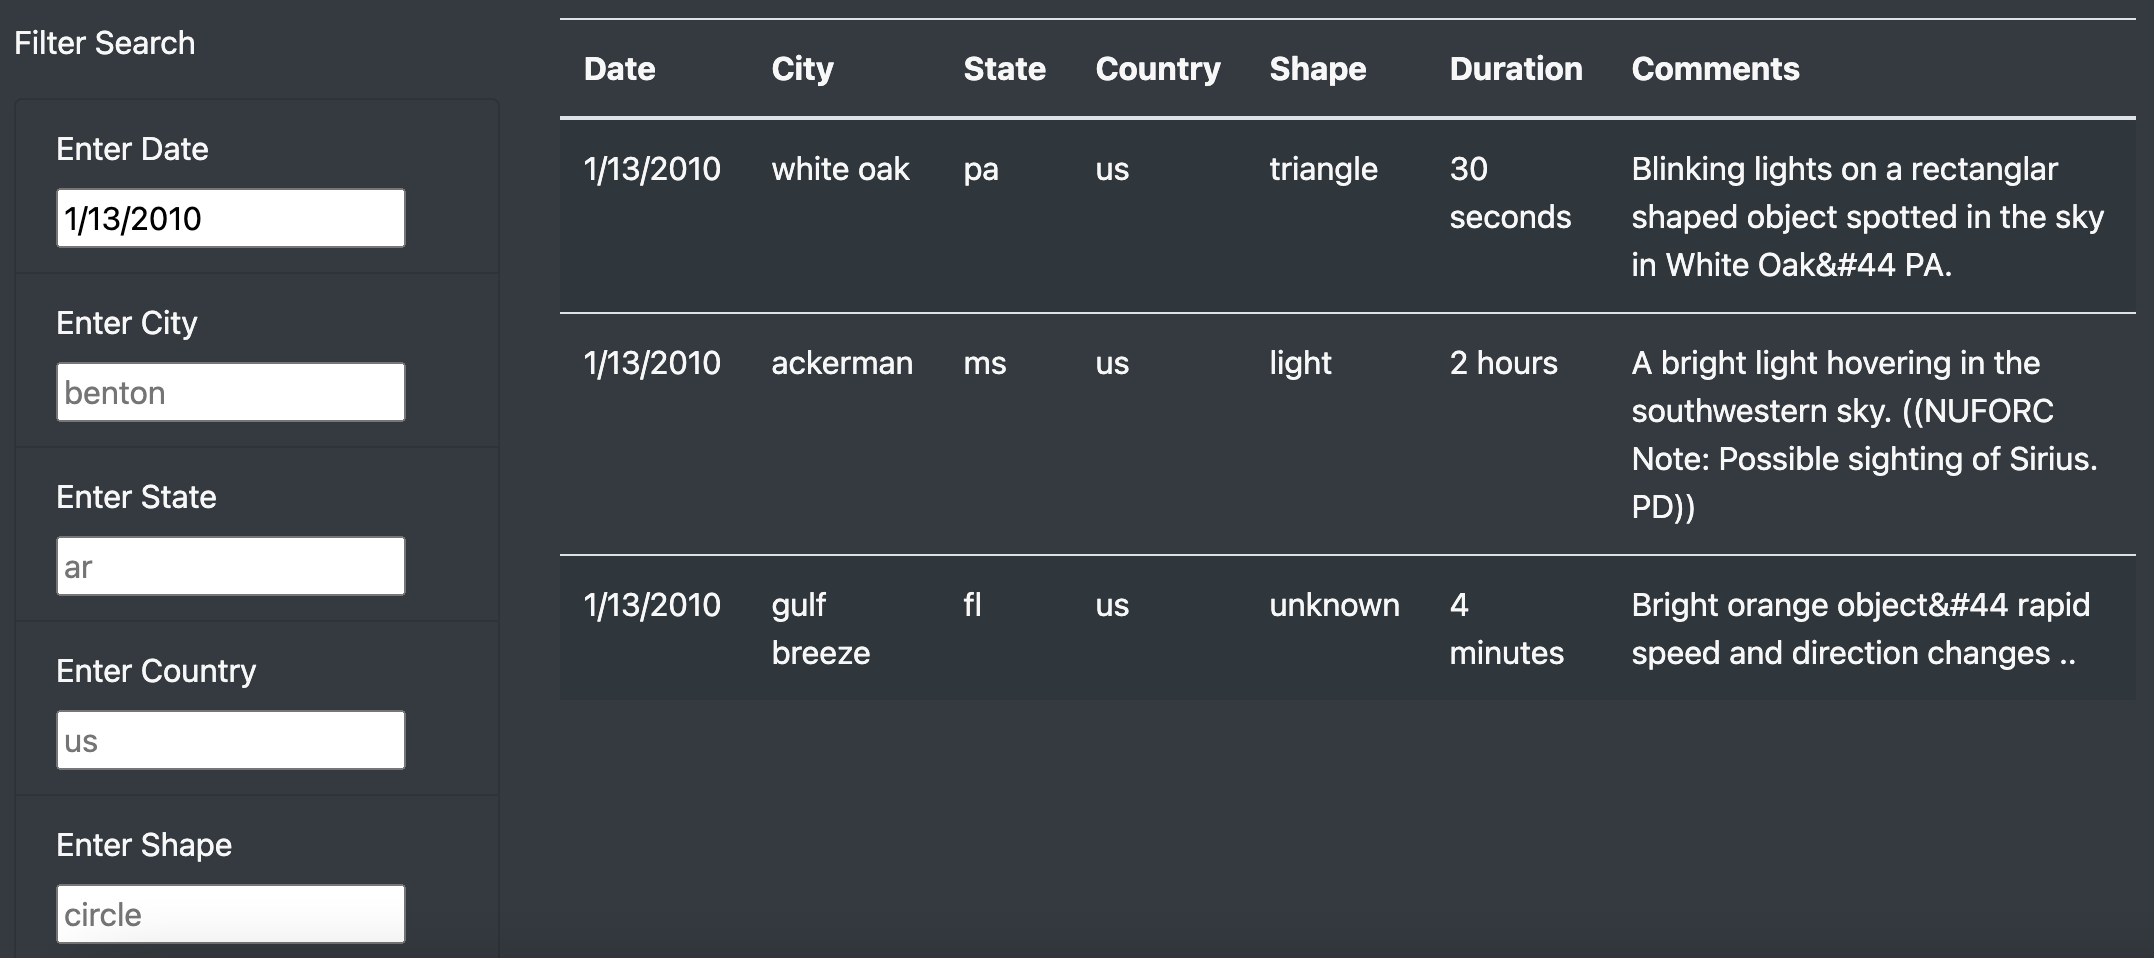 Filter Search
Enter Date
1/13/2010
Enter City
benton
Enter State
ar
Enter Country
us
Enter Shape
circle
Date City State Country Shape Duration Comments
1/13/2010 white oak pa us triangle 30 Blinking lights on a rectanglar
seconds shaped object spotted in the sky
in White Oak&#44 PA.
1/13/2010 ackerman ms us light 2 hours A bright light hovering in the
southwestern sky. ((NUFORC
Note: Possible sighting of Sirius.
PD))
1/13/2010 gulf fl us unknown 4 Bright orange object&#44 rapid
breeze minutes speed and direction changes ..